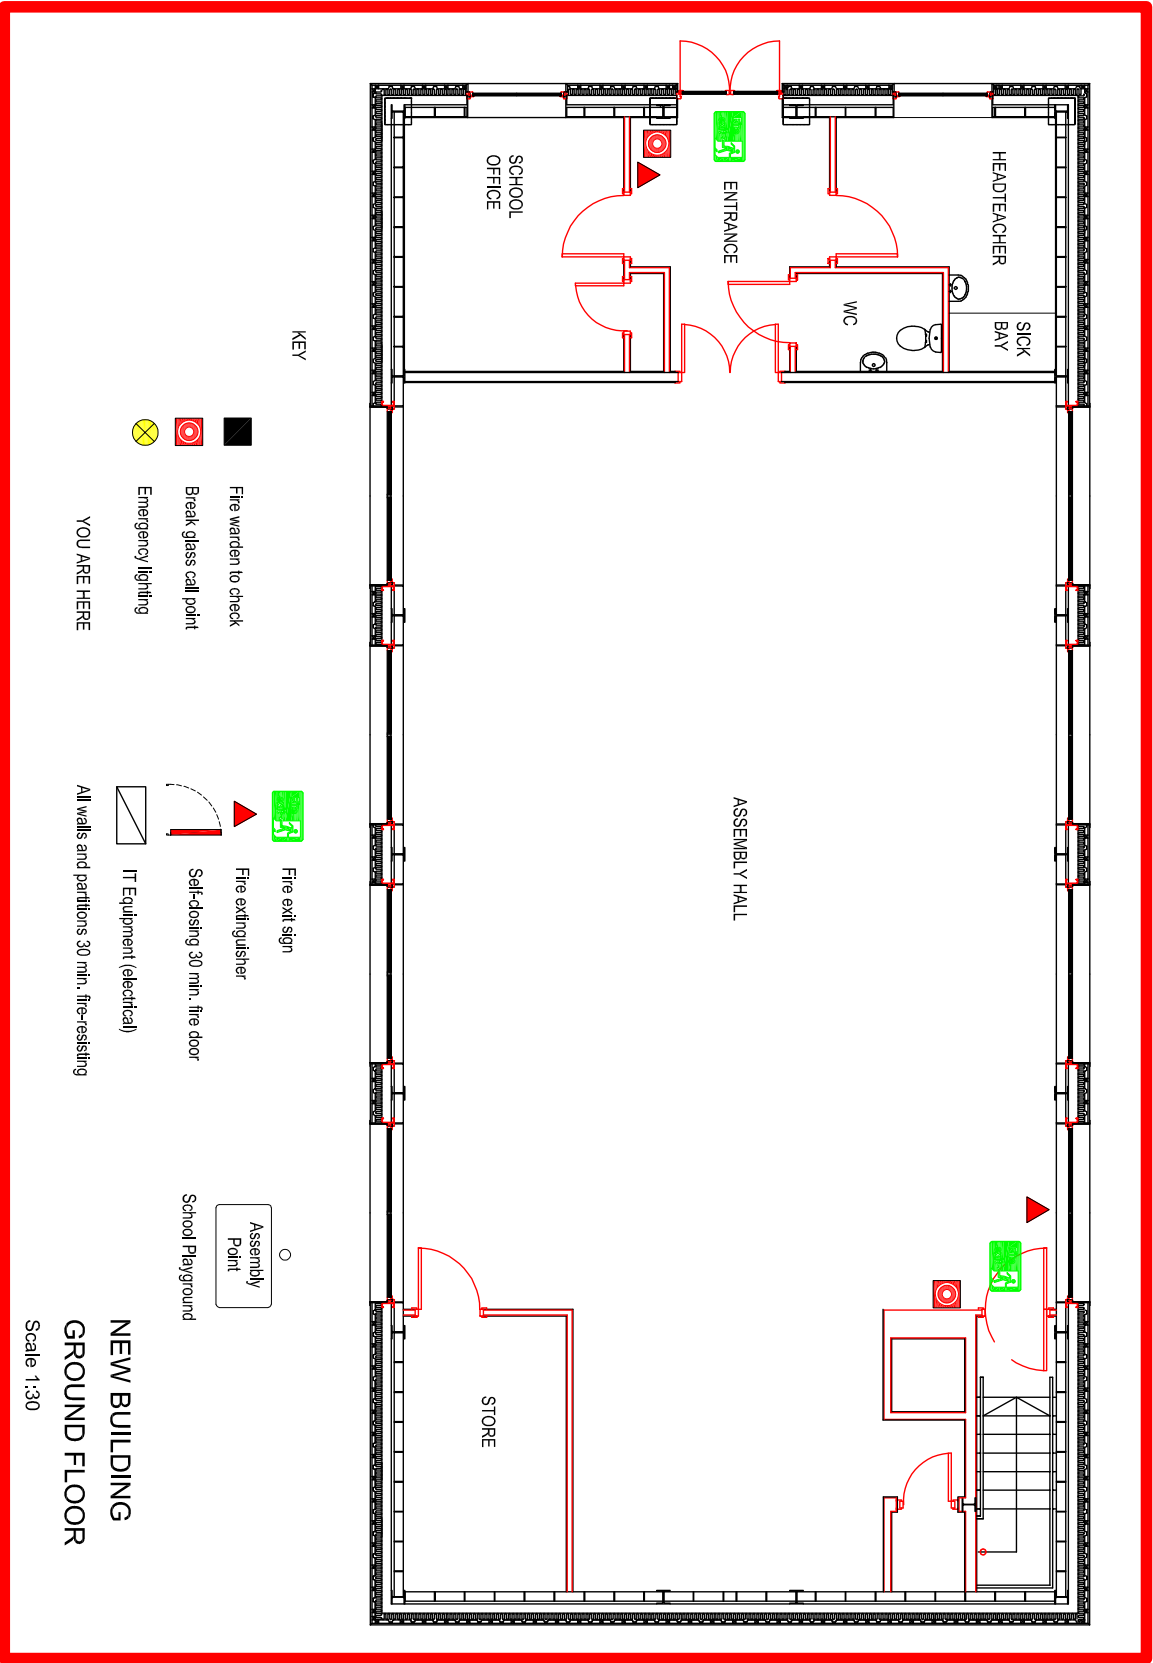 HEADTEACHER
SICK
BAY
WC
ENTRANCE
SCHOOL
OFFICE
ASSEMBLY HALL
STORE
KEY
Fire warden to check
Break glass call point
Emergency lighting
YOU ARE HERE
Fire exit sign
Fire extinguisher
Self-closing 30 min. fire door
IT Equipment (electrical)
All walls and partitions 30 min. fire-resisting
Assembly
Point
School Playground
NEW BUILDING
GROUND FLOOR
Scale 1:30